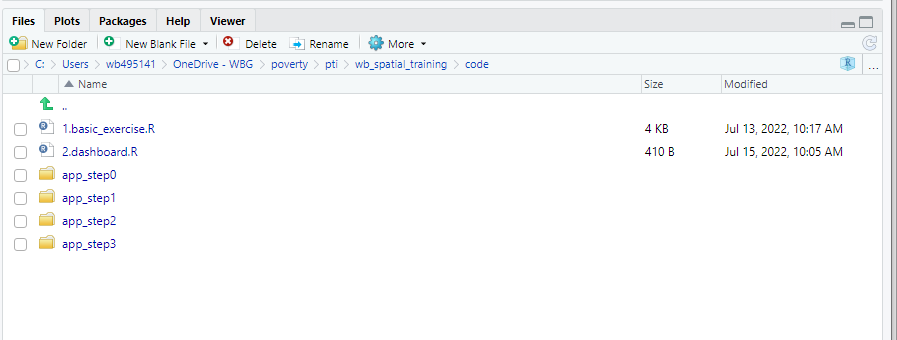 Files Plots Packages Help Viewer
New Folder New Blank File Delete Rename More
C: Users wb495141 OneDrive - WBG poverty pti wb_spatial_training code R ...
Name Size Modified
..
1.basic_exercise.R 4 KB Jul 13, 2022, 10:17 AM
2.dashboard.R 410 B Jul 15, 2022, 10:05 AM
app_step0
app_step1
app_step2
app_step3